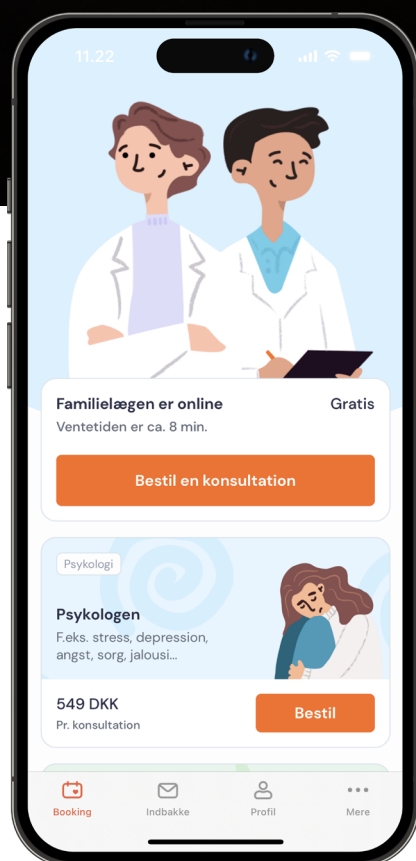 11.22
Familielægen er online
Gratis
Ventetiden er ca. 8 min.
Bestil en konsultation
Psykologi
Psykologen
F.eks. stress, depression,
angst, sorg, jalousi...
549 DKK
Pr. konsultation
Bestil
Booking
Indbakke
Profil
Mere